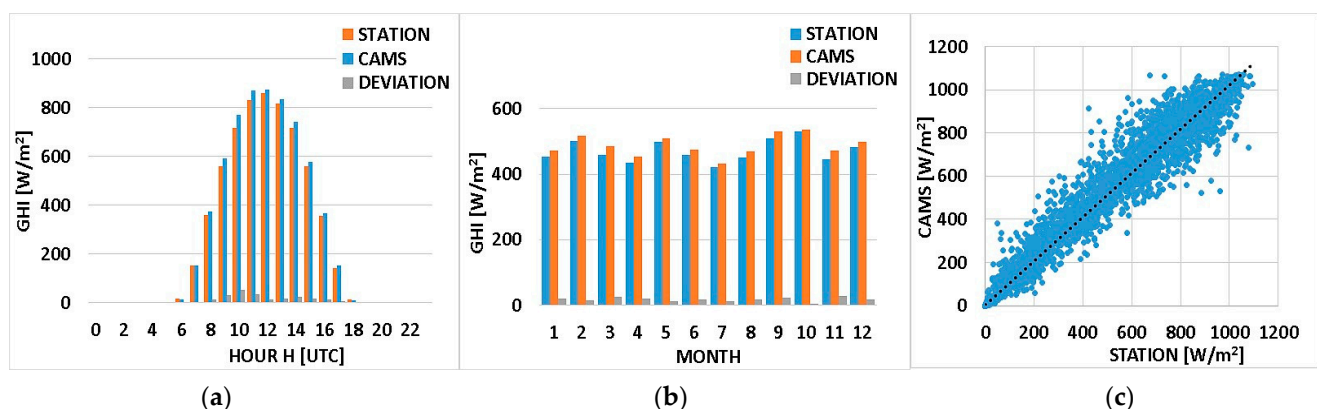 STATION
CAMS
DEVIATION
1000
800
600
400
200
0
GHI [W/m²]
0 2 4 6 8 10 12 14 16 18 20 22
HOUR H [UTC]
(a)
STATION
CAMS
DEVIATION
600
400
200
0
GHI [W/m²]
1 2 3 4 5 6 7 8 9 10 11 12
MONTH
(b)
1200
1000
800
600
400
200
0
CAMS [W/m²]
0 200 400 600 800 1000 1200
STATION [W/m²]
(c)